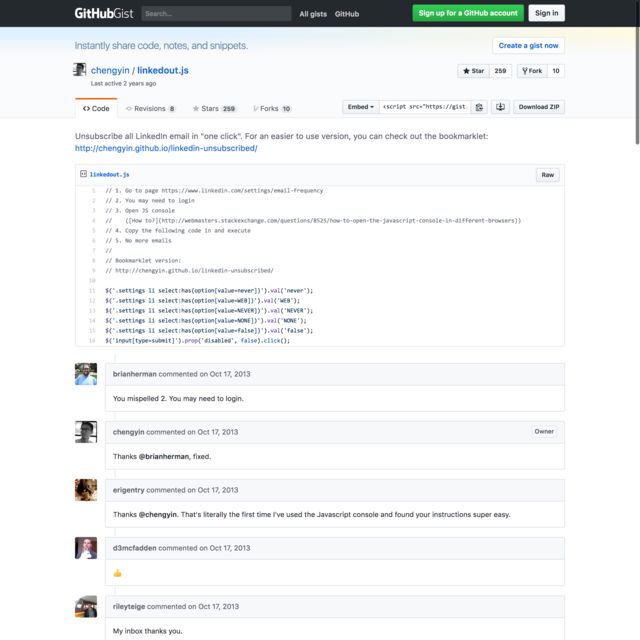 GitHubGist Search... All gists GitHub Sign up for a GitHub account Sign in
Instantly share code, notes, and snippets. Create a gist now
chengyin / linkedout.js Star 259 Fork 10
Last active 2 years ago
Code Revisions 8 Stars 259 Forks 10 Embed <script src="https://gist Download ZIP
Unsubscribe all LinkedIn email in "one click". For an easier to use version, you can check out the bookmarklet:
http://chengyin.github.io/linkedin-unsubscribed/
linkedout.js Raw
1 // 1. Go to page https://www.linkedin.com/settings/email-frequency
2 // 2. You may need to login
3 // 3. Open JS console
4 // ([How to?](http://webmasters.stackexchange.com/questions/8525/how-to-open-the-javascript-console-in-different-browsers))
5 // 4. Copy the following code in and execute
6 // 5. No more emails
7 //
8 // Bookmarklet version:
9 // http://chengyin.github.io/linkedin-unsubscribed/
10
11 $('.settings li select:has(option[value=never])').val('never');
12 $('.settings li select:has(option[value=WEB])').val('WEB');
13 $('.settings li select:has(option[value=NEVER])').val('NEVER');
14 $('.settings li select:has(option[value=NONE])').val('NONE');
15 $('.settings li select:has(option[value=false])').val('false');
16 $('input[type=submit]').prop('disabled', false).click();
brianherman commented on Oct 17, 2013
You mispelled 2. You may need to login.
chengyin commented on Oct 17, 2013 Owner
Thanks @brianherman, fixed.
erigentry commented on Oct 17, 2013
Thanks @chengyin. That's literally the first time I've used the Javascript console and found your instructions super easy.
d3mcfadden commented on Oct 17, 2013
👍
rileyteige commented on Oct 17, 2013
My inbox thanks you.